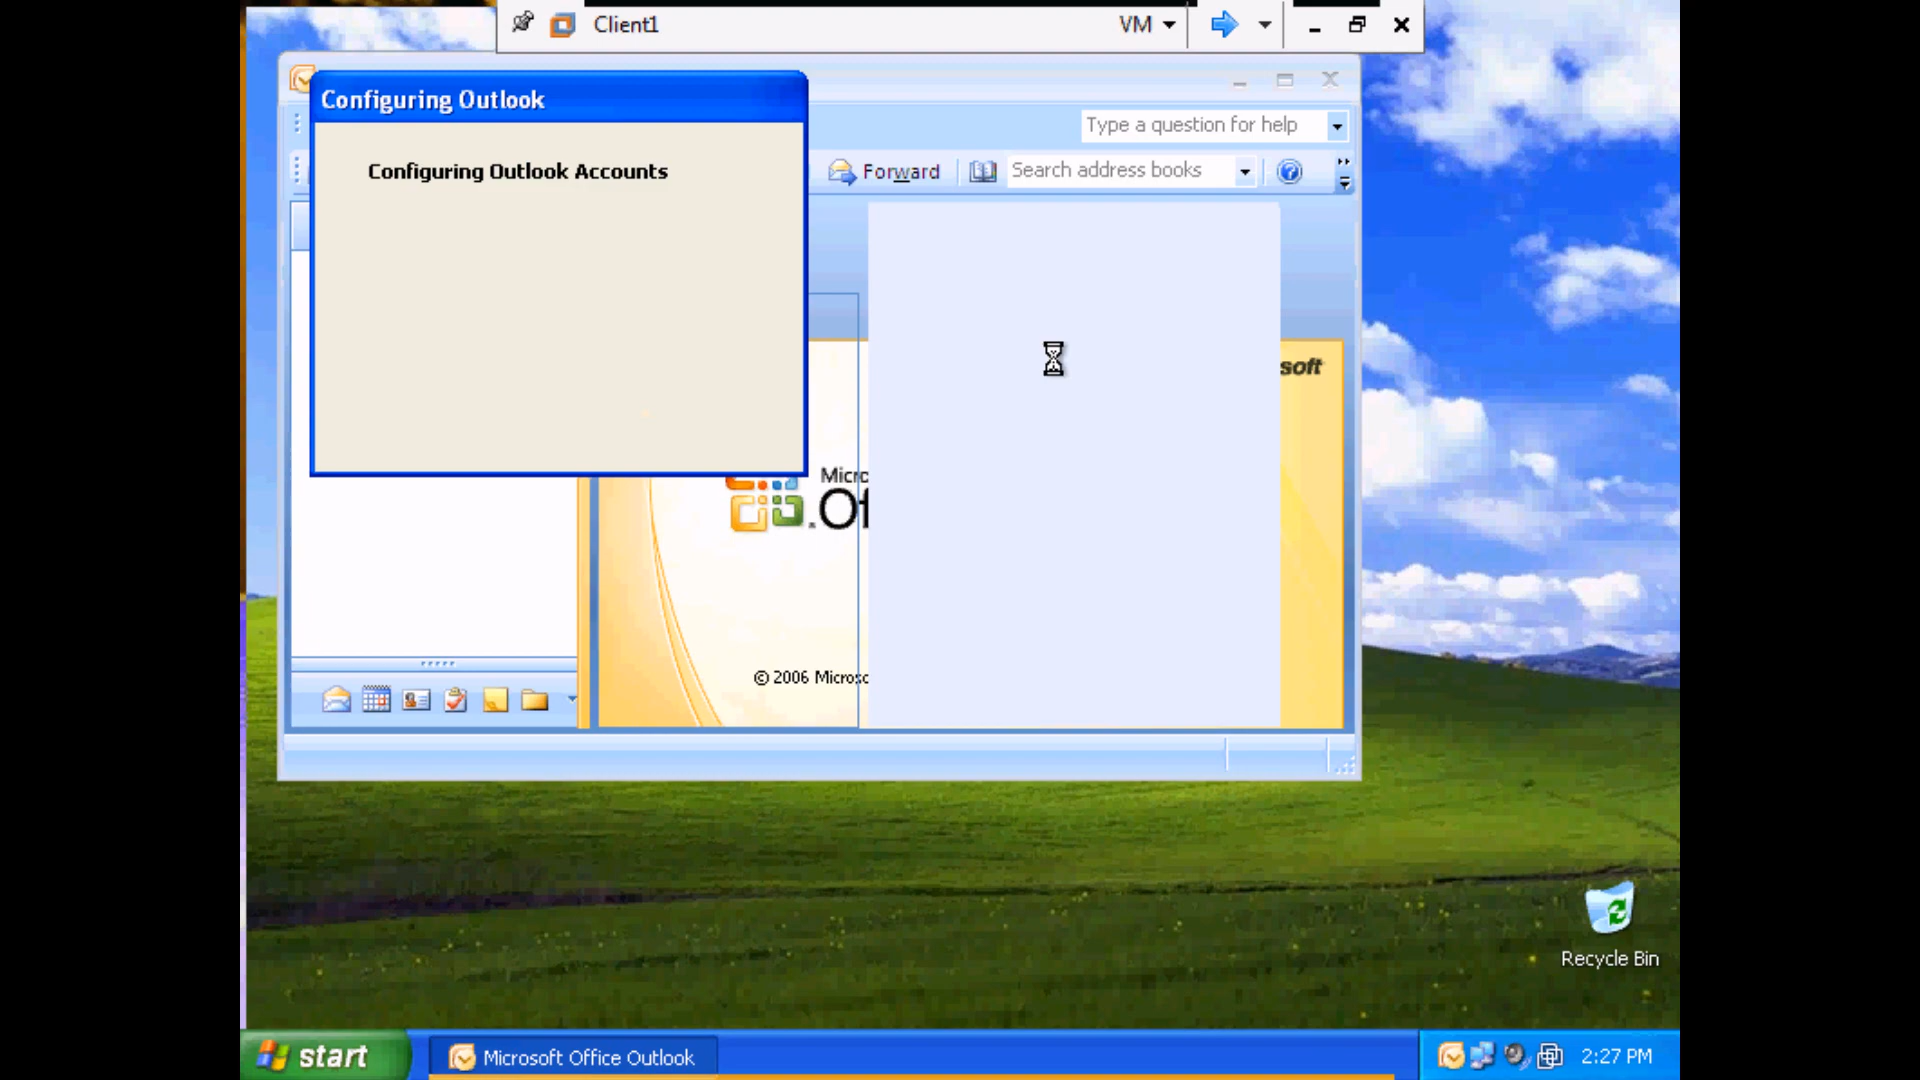 Client1
VM
Configuring Outlook
Type a question for help
Configuring Outlook Accounts
Forward
Search address books
soft
Micro
Of
© 2006 Microso
Recycle Bin
start
Microsoft Office Outlook
2:27 PM